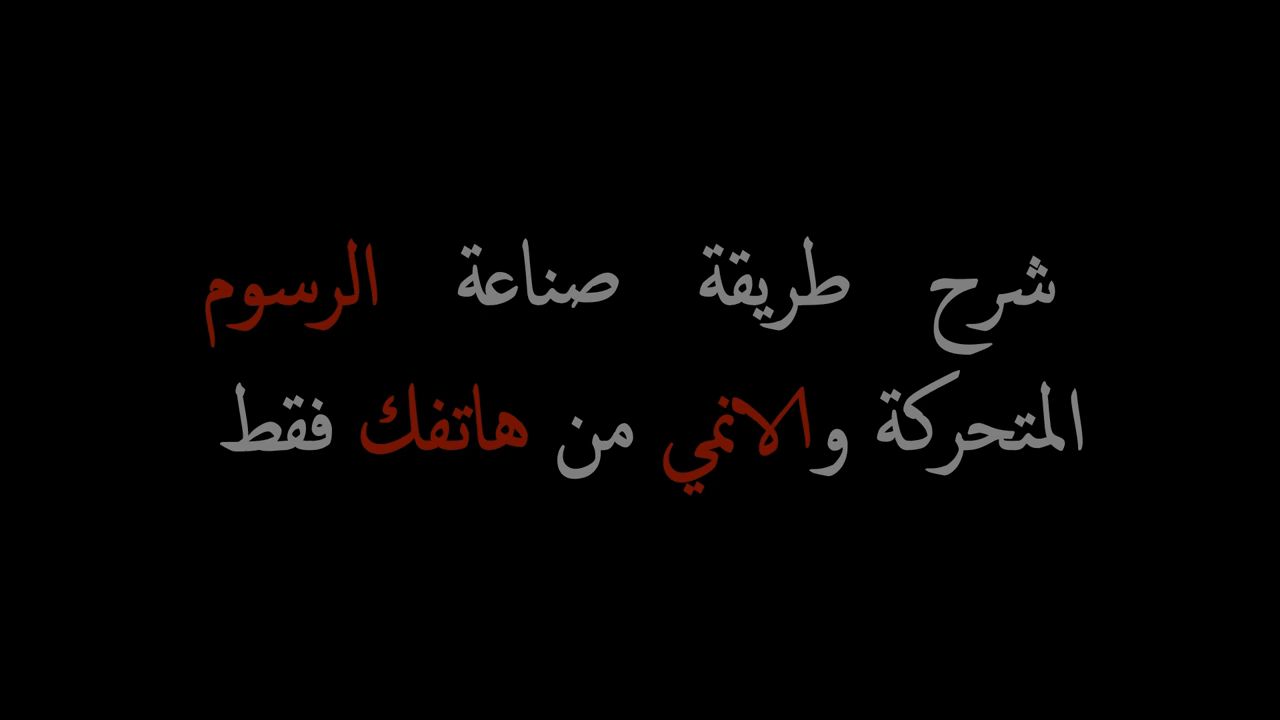 شرح طريقة صناعة الرسوم
المتحركة والانمي من هاتفك فقط